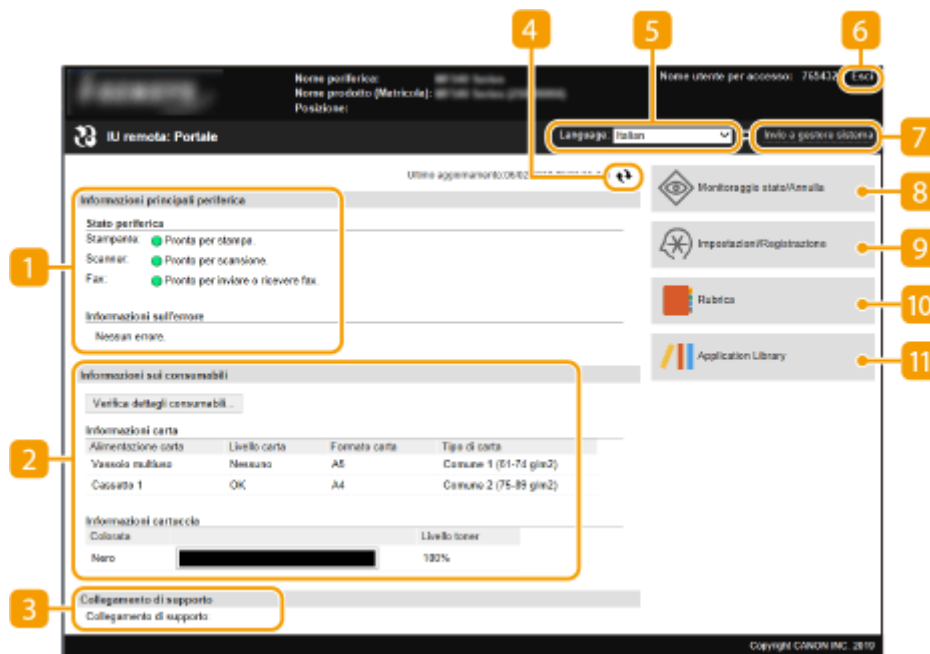 4
5
6
Nome periferica:
Nome prodotto (Matricola):
Posizione:
Nome utente per accesso: 765432
Esci
IU remota: Portale
Language: Italian
Invio a gestore sistema
7
Ultimo aggiornamento:
Informazioni principali periferica
Stato periferica
Stampante: Pronta per stampa.
Scanner: Pronto per scansione.
Fax: Pronto per inviare o ricevere fax.
1
Informazioni sull'errore
Nessun errore.
Monitoraggio stato/Annulla
8
Impostazioni/Registrazione
9
Rubrica
10
Application Library
11
Informazioni sui consumabili
Verifica dettagli consumabili...
Informazioni carta
Alimentazione carta Livello carta Formato carta Tipo di carta
2
Vassoio multiuso Nessuno A5 Comune 1 (61-74 g/m2)
Cassetto 1 OK A4 Comune 2 (75-89 g/m2)
Informazioni cartuccia
Colorata Livello toner
Nero 100%
3
Collegamento di supporto
Collegamento di supporto:
Copyright CANON INC. 2019